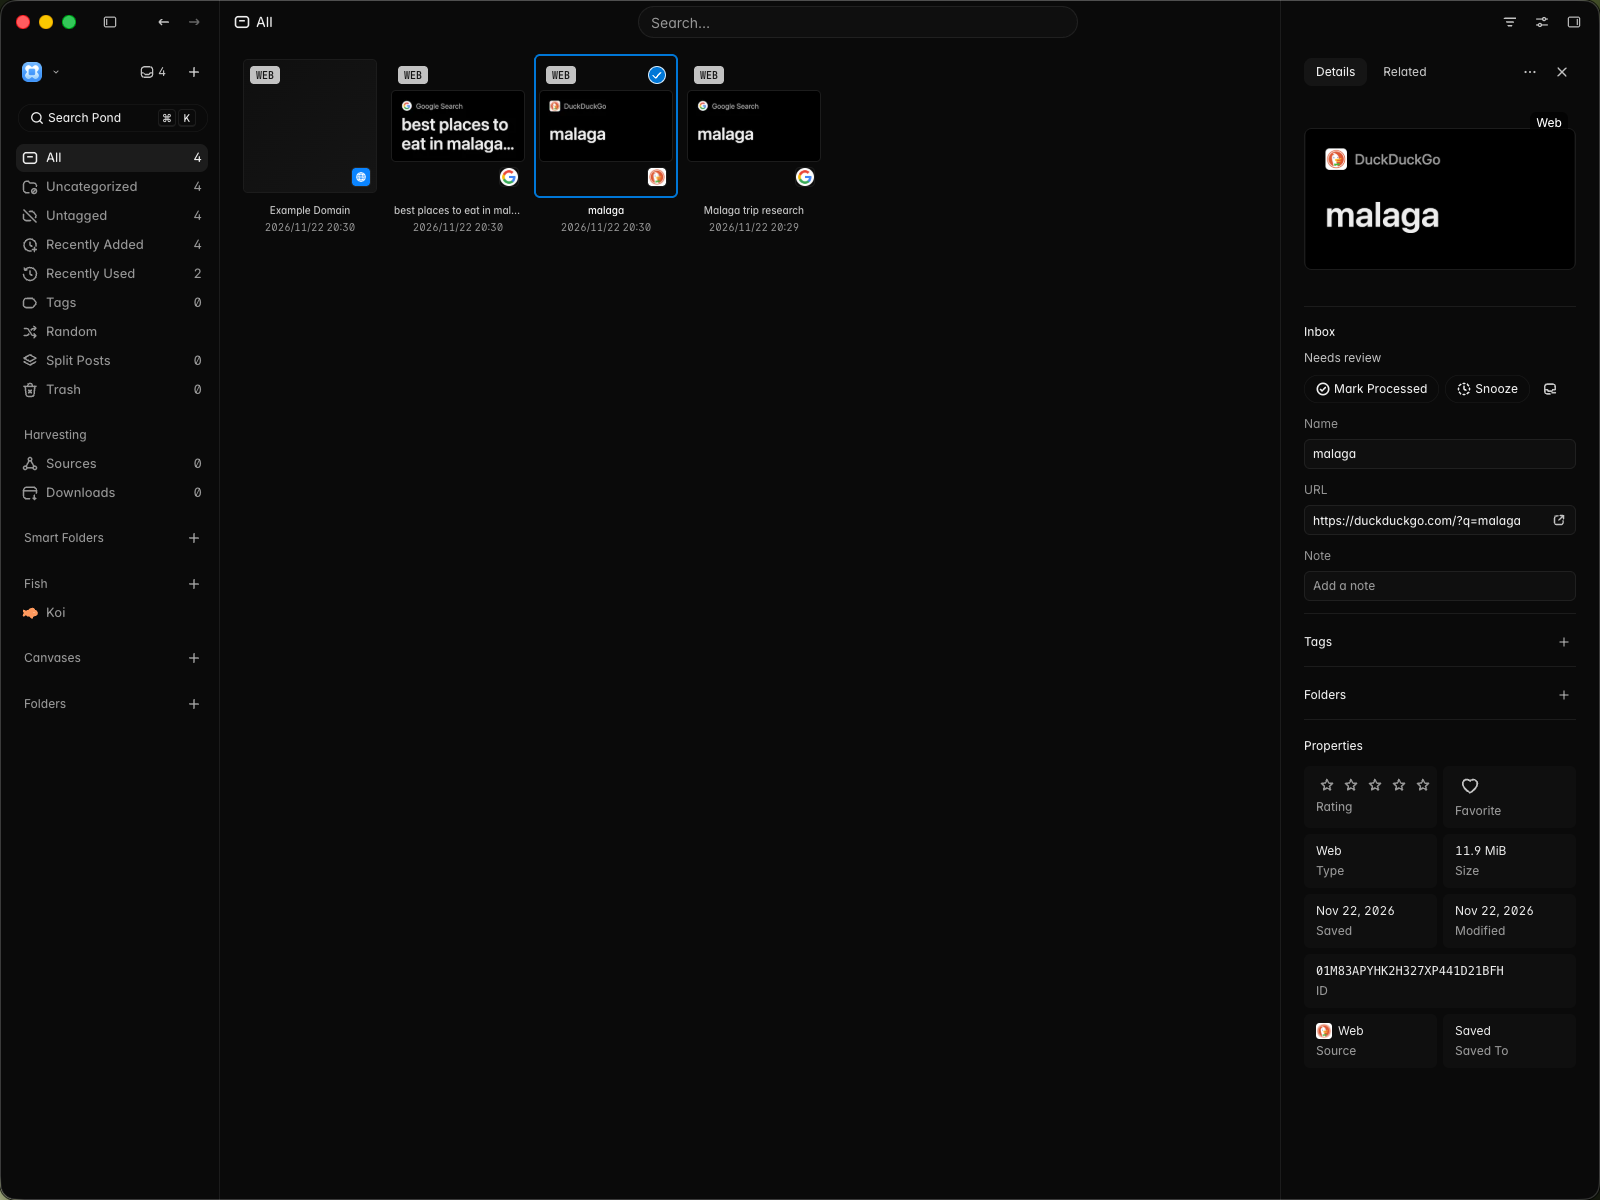 All
Search...
4
Search Pond
⌘ K
All 4
Uncategorized 4
Untagged 4
Recently Added 4
Recently Used 2
Tags 0
Random
Split Posts 0
Trash 0
Harvesting
Sources 0
Downloads 0
Smart Folders
Fish
Koi
Canvases
Folders
WEB
Example Domain
2026/11/22 20:30
WEB
Google Search
best places to
eat in malaga...
best places to eat in mal...
2026/11/22 20:30
WEB
DuckDuckGo
malaga
malaga
2026/11/22 20:30
WEB
Google Search
malaga
Malaga trip research
2026/11/22 20:29
Details Related
Web
DuckDuckGo
malaga
Inbox
Needs review
Mark Processed Snooze
Name
malaga
URL
https://duckduckgo.com/?q=malaga
Note
Add a note
Tags
Folders
Properties
Rating
Favorite
Web
Type
11.9 MiB
Size
Nov 22, 2026
Saved
Nov 22, 2026
Modified
01M83APYHK2H327XP441D21BFH
ID
Web
Source
Saved
Saved To